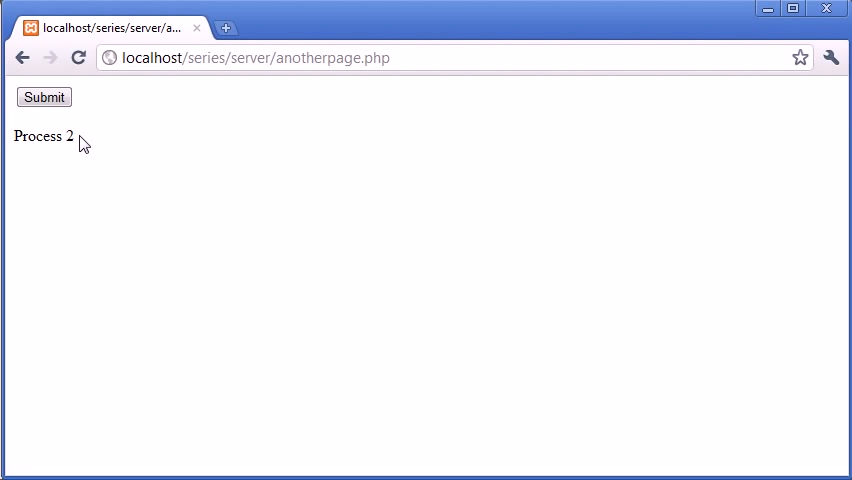 localhost/series/server/a...
localhost/series/server/anotherpage.php
Submit
Process 2